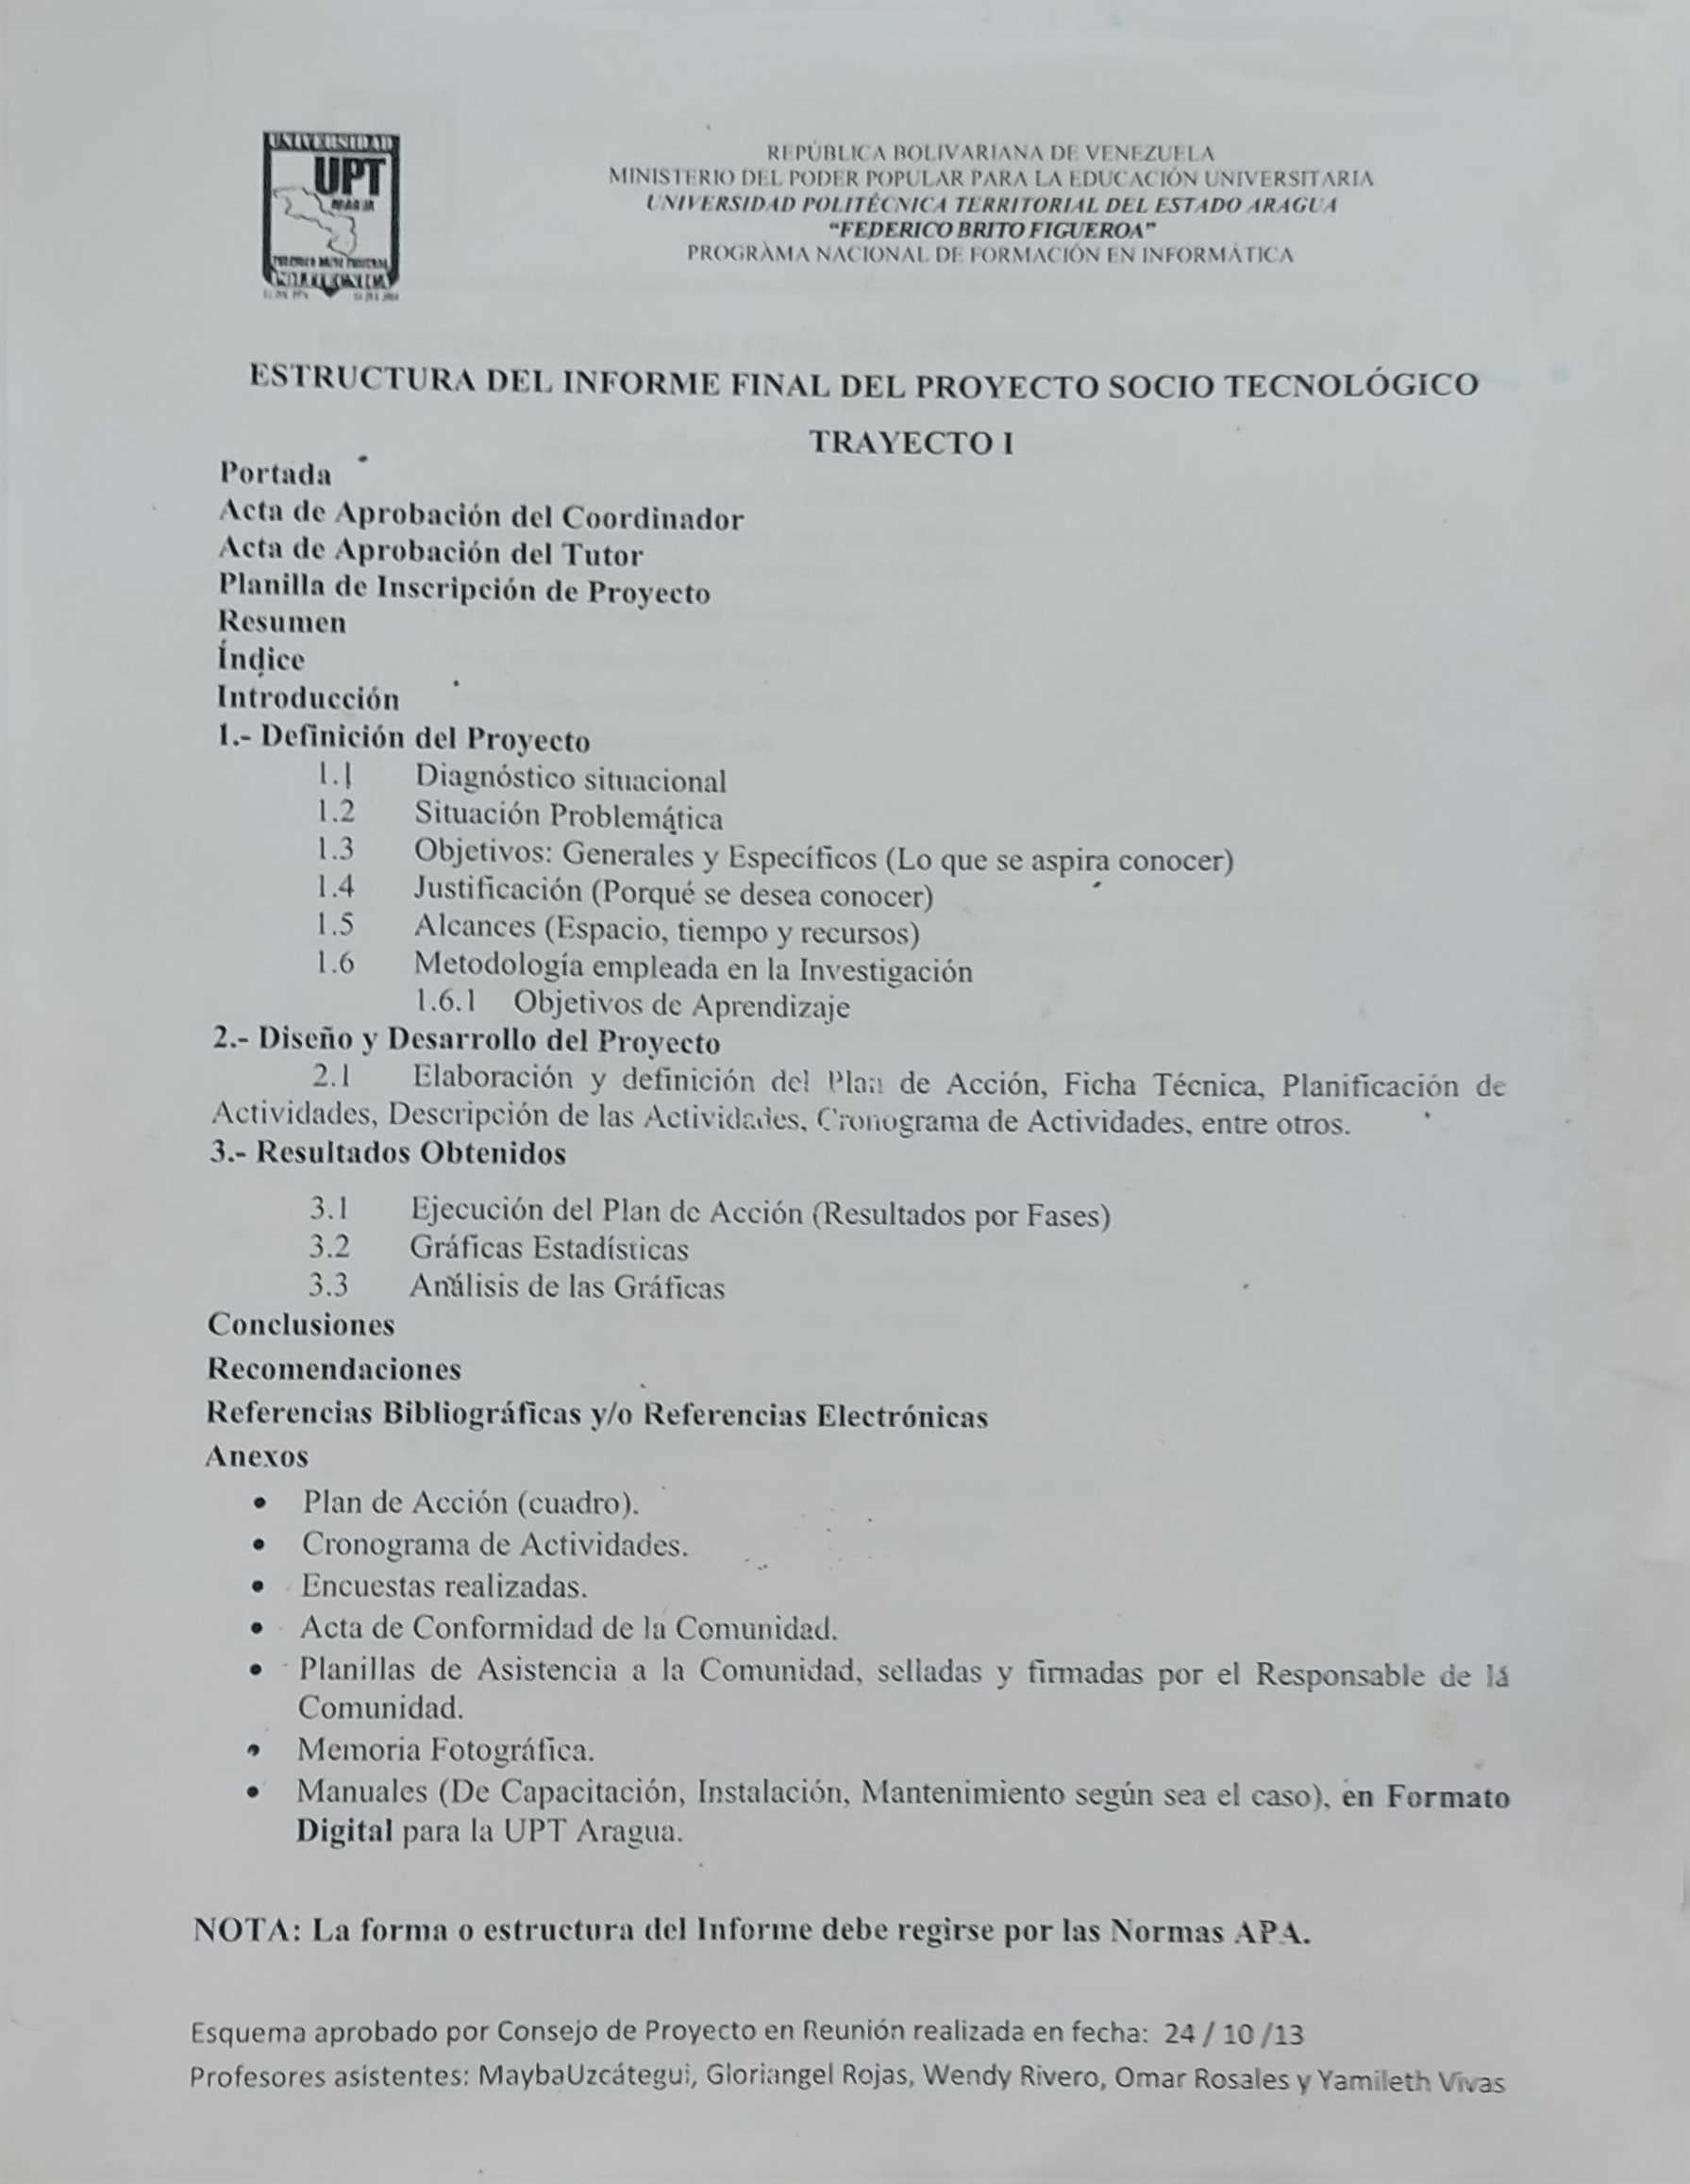 UNIVERSIDAD
UPT
ARAGUA
REPÚBLICA BOLIVARIANA DE VENEZUELA
MINISTERIO DEL PODER POPULAR PARA LA EDUCACIÓN UNIVERSITARIA
UNIVERSIDAD POLITÉCNICA TERRITORIAL DEL ESTADO ARAGUA
“FEDERICO BRITO FIGUEROA”
PROGRÀMA NACIONAL DE FORMACIÓN EN INFORMÁTICA
ESTRUCTURA DEL INFORME FINAL DEL PROYECTO SOCIO TECNOLÓGICO
TRAYECTO I
Portada
Acta de Aprobación del Coordinador
Acta de Aprobación del Tutor
Planilla de Inscripción de Proyecto
Resumen
Índice
Introducción
1.- Definición del Proyecto
1.1 Diagnóstico situacional
1.2 Situación Problemática
1.3 Objetivos: Generales y Específicos (Lo que se aspira conocer)
1.4 Justificación (Porqué se desea conocer)
1.5 Alcances (Espacio, tiempo y recursos)
1.6 Metodología empleada en la Investigación
1.6.1 Objetivos de Aprendizaje
2.- Diseño y Desarrollo del Proyecto
2.1 Elaboración y definición del Plan de Acción, Ficha Técnica, Planificación de
Actividades, Descripción de las Actividades, Cronograma de Actividades, entre otros.
3.- Resultados Obtenidos
3.1 Ejecución del Plan de Acción (Resultados por Fases)
3.2 Gráficas Estadísticas
3.3 Análisis de las Gráficas
Conclusiones
Recomendaciones
Referencias Bibliográficas y/o Referencias Electrónicas
Anexos
• Plan de Acción (cuadro).
• Cronograma de Actividades.
• Encuestas realizadas.
• Acta de Conformidad de la Comunidad.
• Planillas de Asistencia a la Comunidad, selladas y firmadas por el Responsable de la
Comunidad.
• Memoria Fotográfica.
• Manuales (De Capacitación, Instalación, Mantenimiento según sea el caso), en Formato
Digital para la UPT Aragua.
NOTA: La forma o estructura del Informe debe regirse por las Normas APA.
Esquema aprobado por Consejo de Proyecto en Reunión realizada en fecha: 24 / 10 /13
Profesores asistentes: MaybaUzcátegui, Gloriangel Rojas, Wendy Rivero, Omar Rosales y Yamileth Vivas